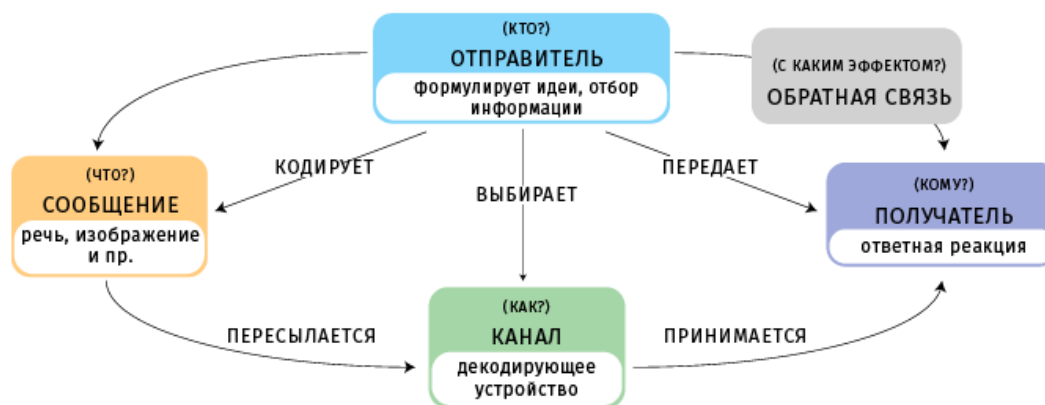 (КТО?)
ОТПРАВИТЕЛЬ
формулирует идеи, отбор
информации
(С КАКИМ ЭФФЕКТОМ?)
ОБРАТНАЯ СВЯЗЬ
КОДИРУЕТ
ВЫБИРАЕТ
ПЕРЕДАЕТ
(ЧТО?)
СООБЩЕНИЕ
речь, изображение
и пр.
(КОМУ?)
ПОЛУЧАТЕЛЬ
ответная реакция
ПЕРЕСЫЛАЕТСЯ
(КАК?)
КАНАЛ
декодирующее
устройство
ПРИНИМАЕТСЯ